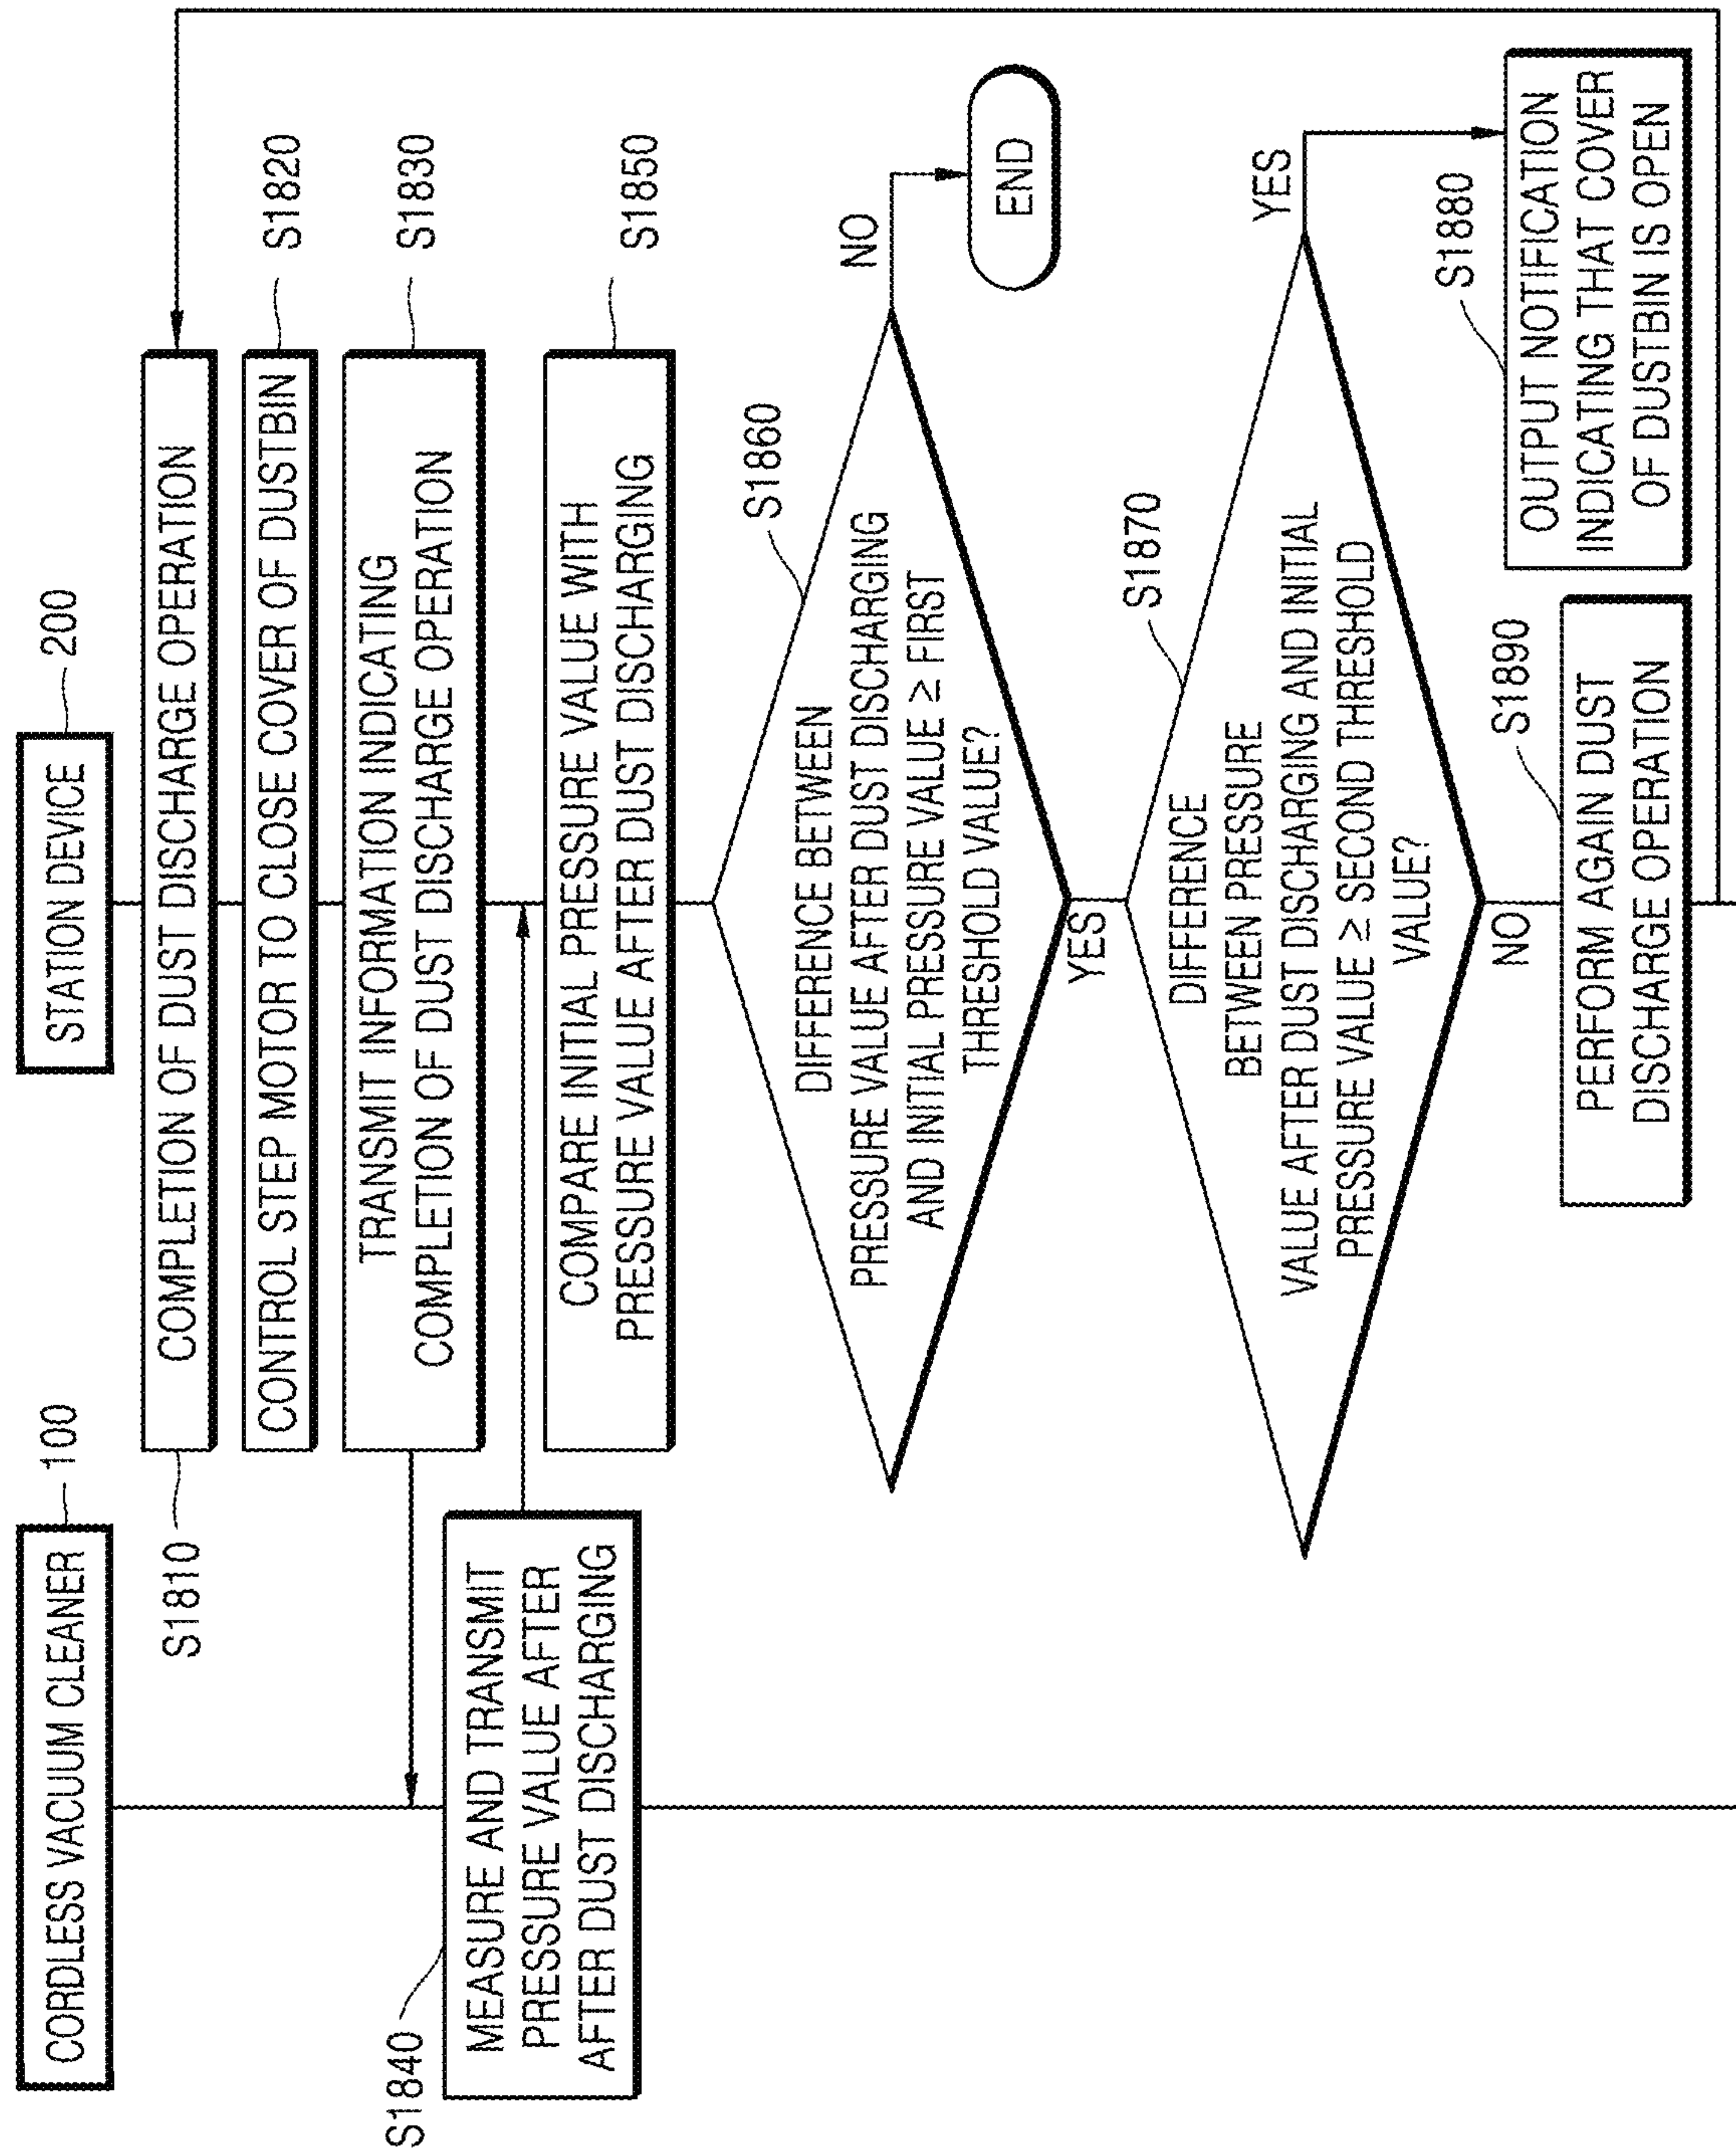 CORDLESS VACUUM CLEANER
100
STATION DEVICE
200
S1810
COMPLETION OF DUST DISCHARGE OPERATION
CONTROL STEP MOTOR TO CLOSE COVER OF DUSTBIN
S1820
TRANSMIT INFORMATION INDICATING
COMPLETION OF DUST DISCHARGE OPERATION
S1830
S1840
MEASURE AND TRANSMIT
PRESSURE VALUE AFTER
AFTER DUST DISCHARGING
COMPARE INITIAL PRESSURE VALUE WITH
PRESSURE VALUE AFTER DUST DISCHARGING
S1850
S1860
DIFFERENCE BETWEEN
PRESSURE VALUE AFTER DUST DISCHARGING
AND INITIAL PRESSURE VALUE ≥ FIRST
THRESHOLD VALUE?
NO
END
YES
S1870
DIFFERENCE
BETWEEN PRESSURE
VALUE AFTER DUST DISCHARGING AND INITIAL
PRESSURE VALUE ≥ SECOND THRESHOLD
VALUE?
YES
S1880
OUTPUT NOTIFICATION
INDICATING THAT COVER
OF DUSTBIN IS OPEN
NO
S1890
PERFORM AGAIN DUST
DISCHARGE OPERATION